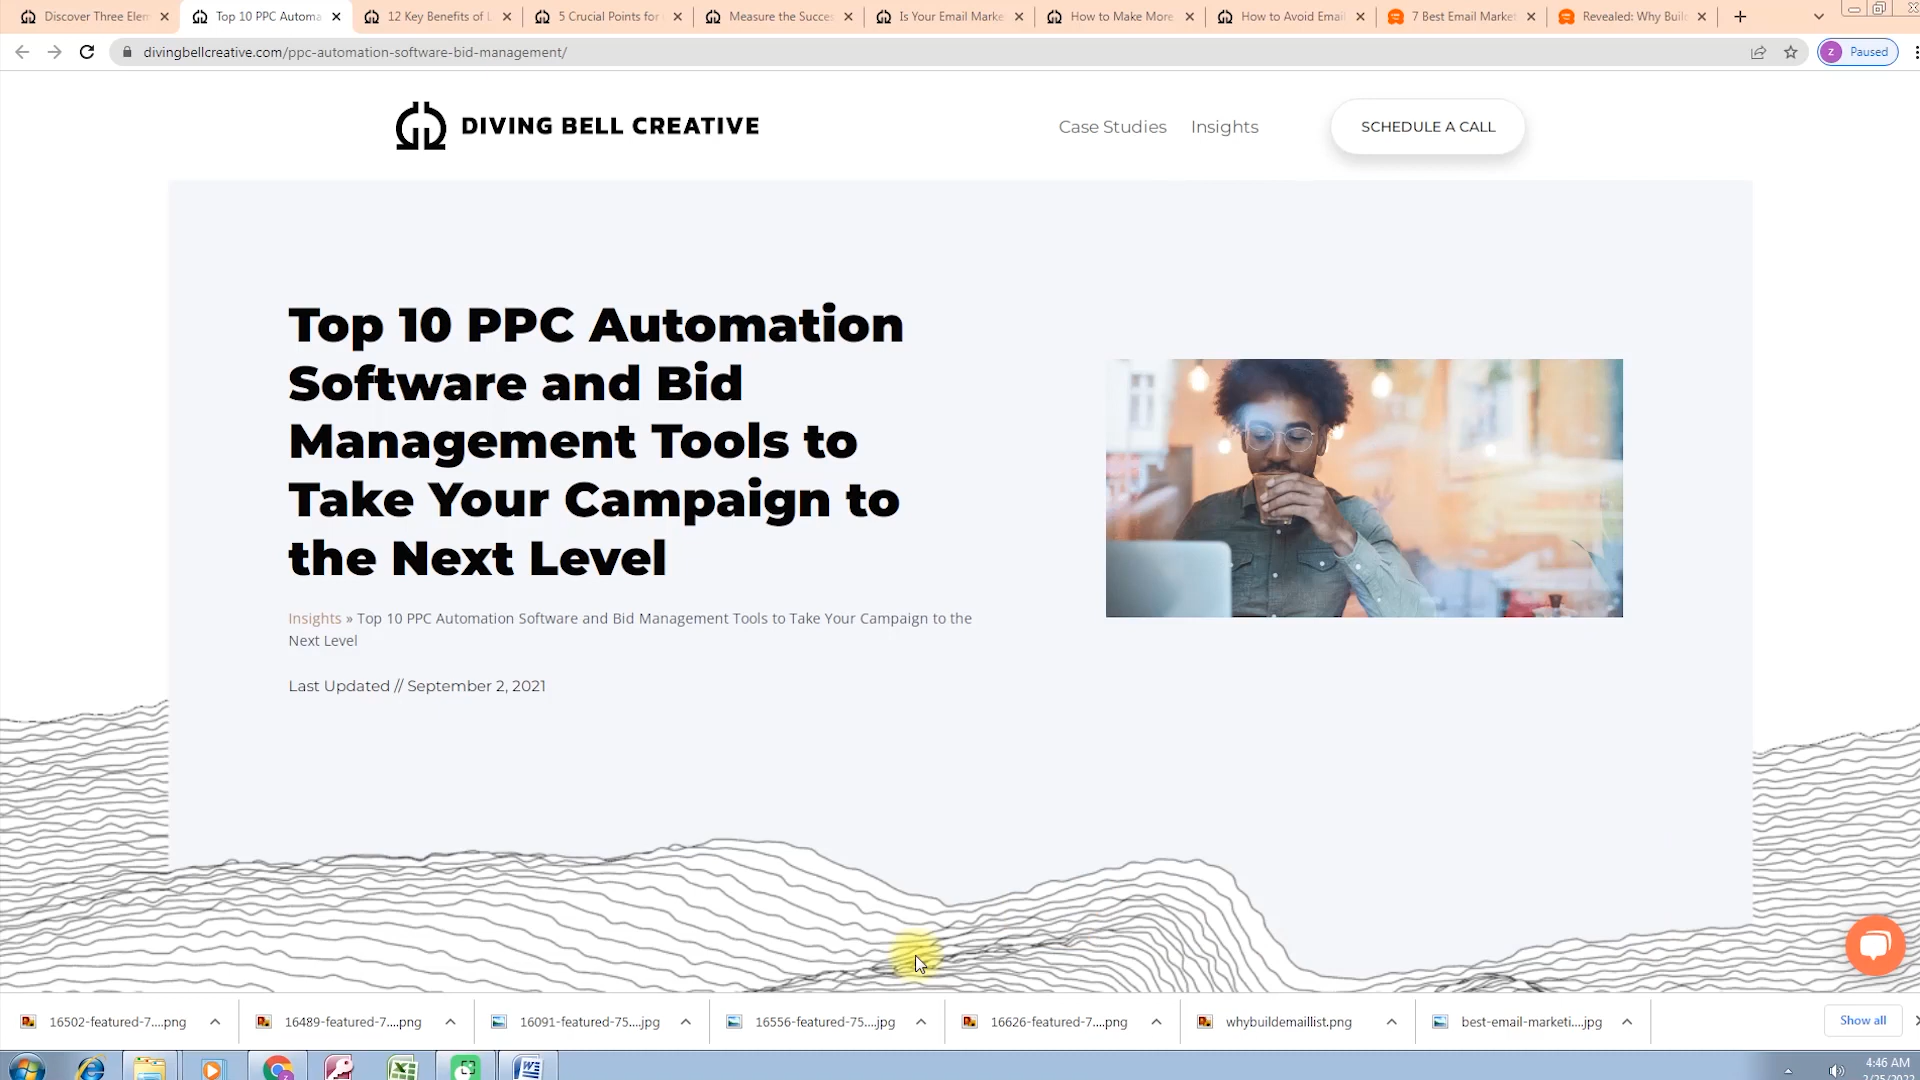 Discover Three Elem
Top 10 PPC Automa
12 Key Benefits of L
5 Crucial Points for
Measure the Succes
Is Your Email Marke
How to Make More
How to Avoid Email
7 Best Email Market
Revealed: Why Buil
divingbellcreative.com/ppc-automation-software-bid-management/
z Paused
DIVING BELL CREATIVE
Case Studies
Insights
SCHEDULE A CALL
Top 10 PPC Automation
Software and Bid
Management Tools to
Take Your Campaign to
the Next Level
Insights » Top 10 PPC Automation Software and Bid Management Tools to Take Your Campaign to the
Next Level
Last Updated // September 2, 2021
16502-featured-7....png
16489-featured-7....png
16091-featured-75....jpg
16556-featured-75....jpg
16626-featured-7....png
whybuildemaillist.png
best-email-marketi....jpg
Show all
4:46 AM